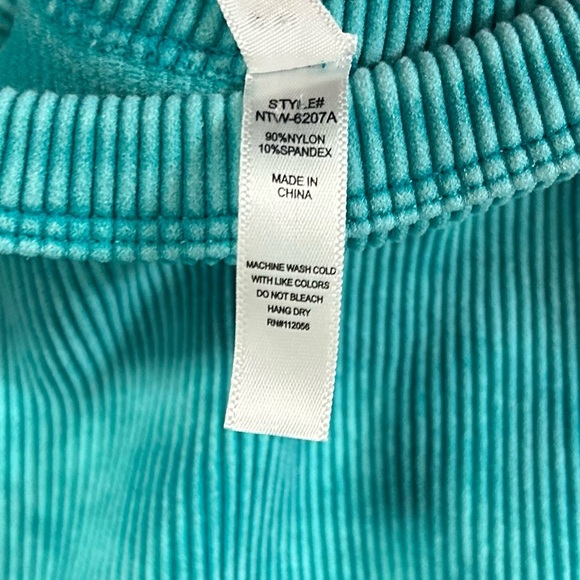 STYLE#
NTW-6207A
90%NYLON
10%SPANDEX
MADE IN
CHINA
MACHINE WASH COLD
WITH LIKE COLORS
DO NOT BLEACH
HANG DRY
RN#112056